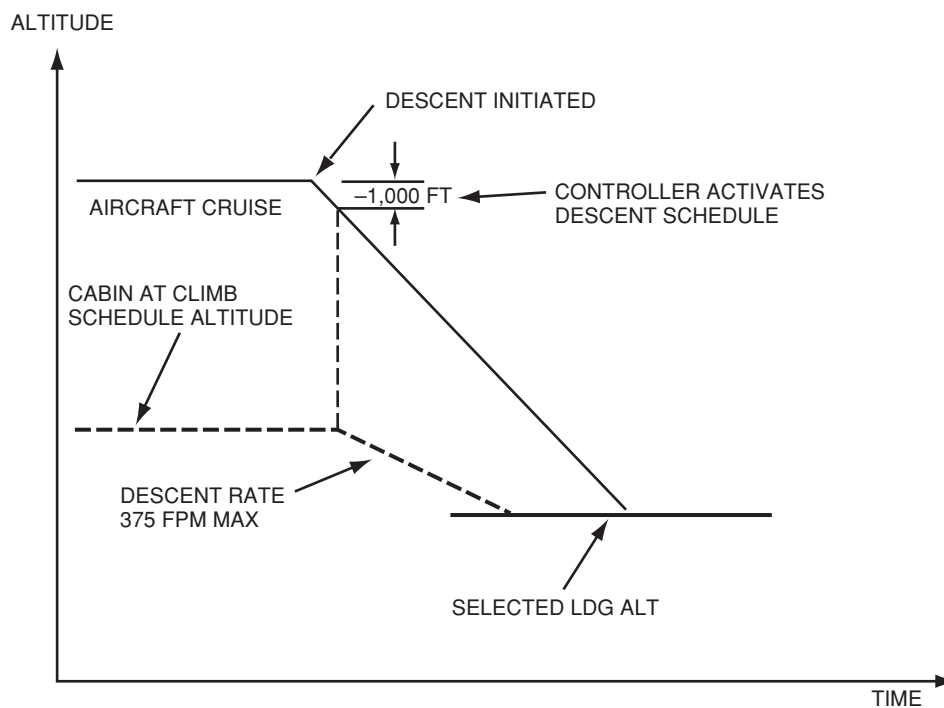 ALTITUDE
DESCENT INITIATED
–1,000 FT
CONTROLLER ACTIVATES
DESCENT SCHEDULE
AIRCRAFT CRUISE
CABIN AT CLIMB
SCHEDULE ALTITUDE
DESCENT RATE
375 FPM MAX
SELECTED LDG ALT
TIME